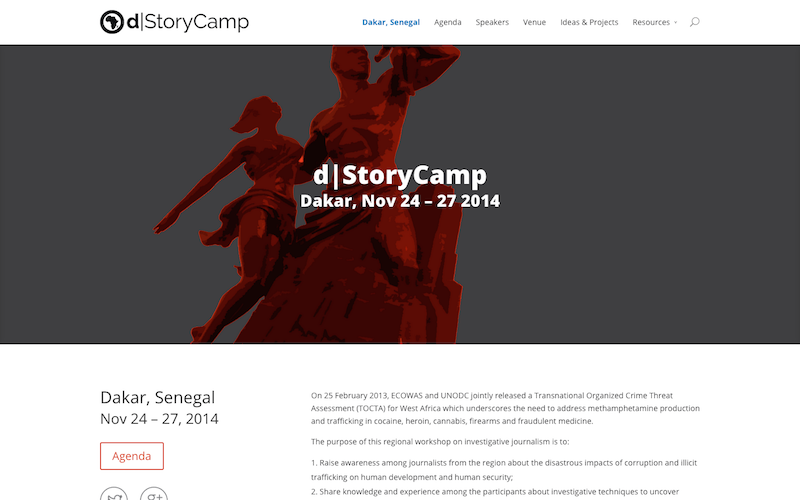 d|StoryCamp
Dakar, Senegal
Agenda
Speakers
Venue
Ideas & Projects
Resources
d|StoryCamp
Dakar, Nov 24 – 27 2014
Dakar, Senegal
Nov 24 – 27, 2014
Agenda
On 25 February 2013, ECOWAS and UNODC jointly released a Transnational Organized Crime Threat
Assessment (TOCTA) for West Africa which underscores the need to address methamphetamine production
and trafficking in cocaine, heroin, cannabis, firearms and fraudulent medicine.
The purpose of this regional workshop on investigative journalism is to:
1. Raise awareness among journalists from the region about the disastrous impacts of corruption and illicit
trafficking on human development and human security;
2. Share knowledge and experience among the participants about investigative techniques to uncover